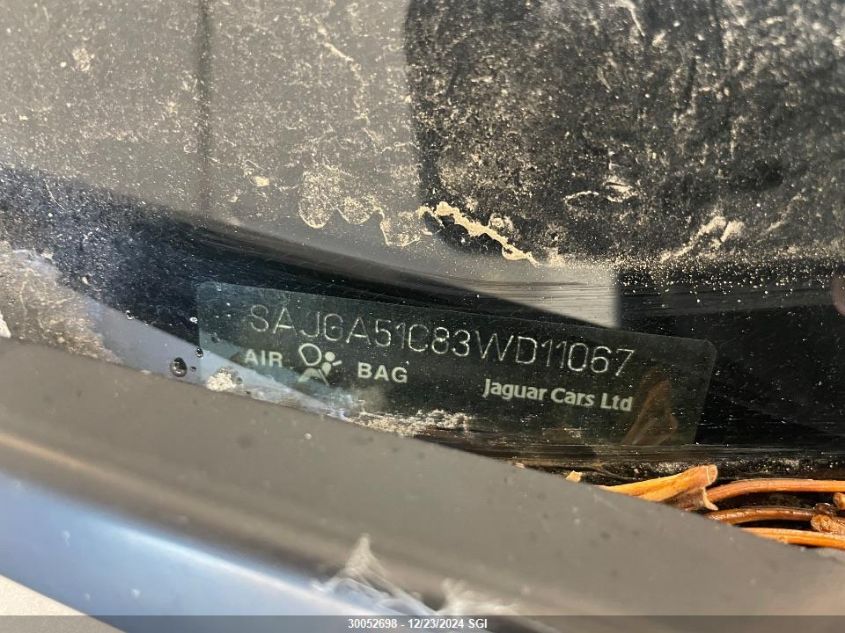 SAJGA51C83WD11067
AIR BAG
Jaguar Cars Ltd
30052698 - 12/23/2024 SGI